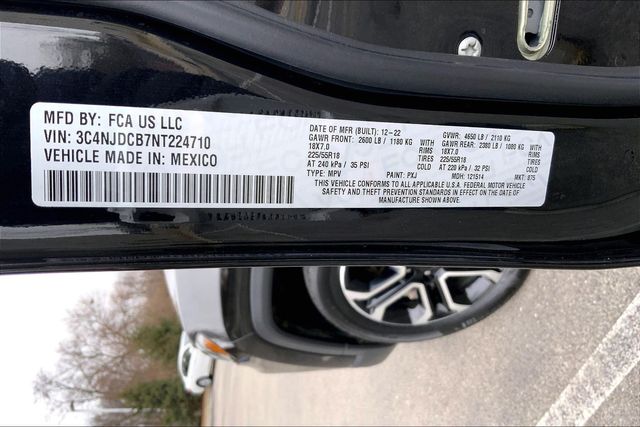 MFD BY: FCA US LLC
VIN: 3C4NJDCB7NT224710
VEHICLE MADE IN: MEXICO
DATE OF MFR (BUILT): 12-22 GVWR: 4650 LB / 2110 KG
GAWR FRONT: 2600 LB / 1180 KG WITH GAWR REAR: 2380 LB / 1080 KG WITH
18X7.0 RIMS 18X7.0 RIMS
225/55R18 TIRES 225/55R18 TIRES
AT 240 kPa / 35 PSI COLD AT 220 kPa / 32 PSI COLD
TYPE: MPV PAINT: PXJ MDH: 121514 MKT: 875
THIS VEHICLE CONFORMS TO ALL APPLICABLE U.S.A. FEDERAL MOTOR VEHICLE
SAFETY AND THEFT PREVENTION STANDARDS IN EFFECT ON THE DATE OF
MANUFACTURE SHOWN ABOVE.